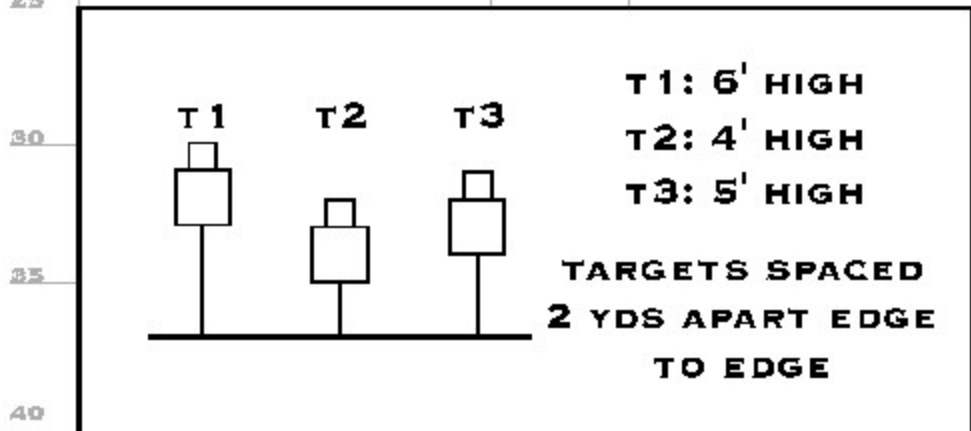 25
30
35
40
T1 T2 T3
T1: 6' HIGH
T2: 4' HIGH
T3: 5' HIGH
TARGETS SPACED
2 YDS APART EDGE
TO EDGE